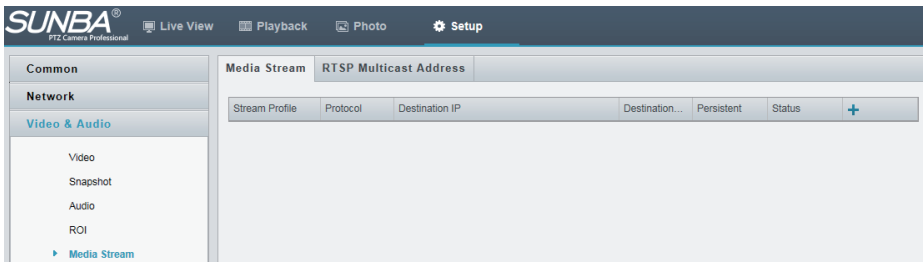 SUNBA®
PTZ Camera Professional
Live View Playback Photo Setup
Common
Network
Video & Audio
Video
Snapshot
Audio
ROI
Media Stream
Media Stream RTSP Multicast Address
Stream Profile Protocol Destination IP Destination... Persistent Status +